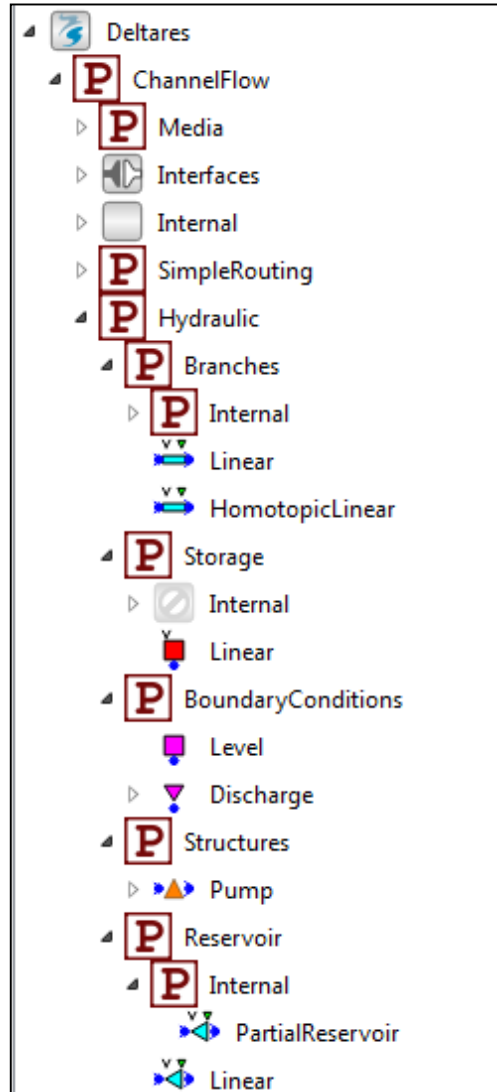 Deltares
P ChannelFlow
P Media
Interfaces
Internal
P SimpleRouting
P Hydraulic
P Branches
P Internal
V Linear
V HomotopicLinear
P Storage
Internal
V Linear
P BoundaryConditions
Level
Discharge
P Structures
Pump
P Reservoir
P Internal
V PartialReservoir
V Linear